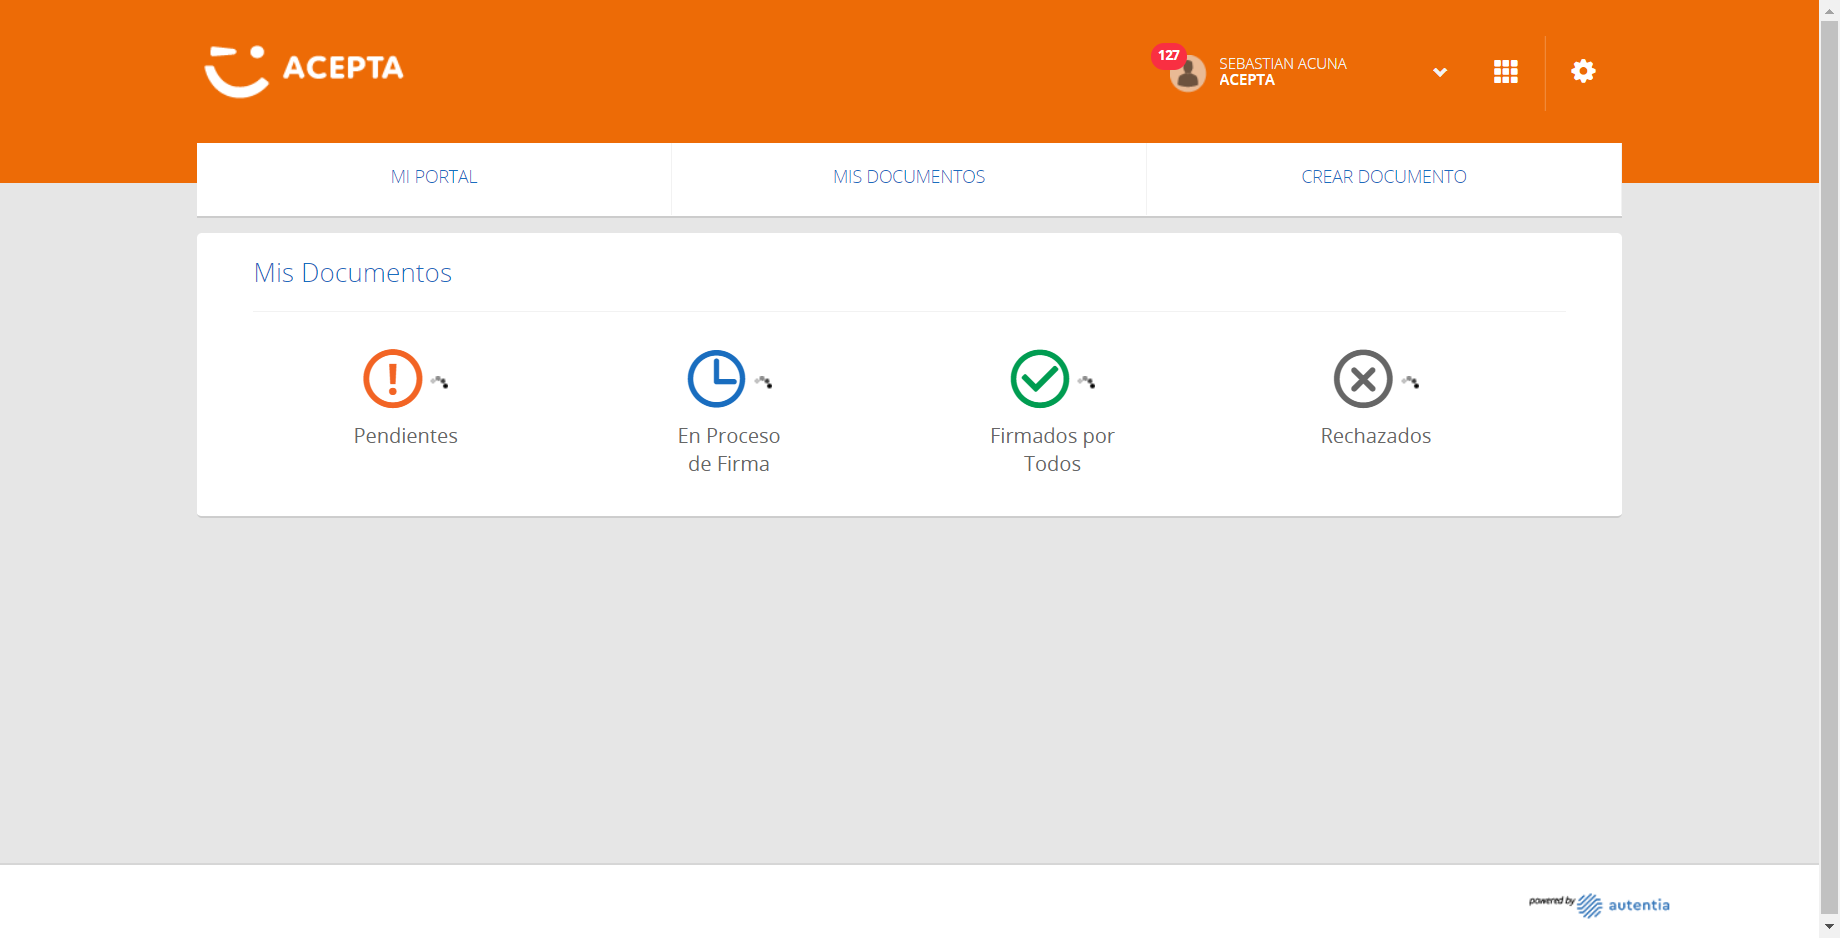 ACEPTA
127
SEBASTIAN ACUNA
ACEPTA
MI PORTAL
MIS DOCUMENTOS
CREAR DOCUMENTO
Mis Documentos
Pendientes
En Proceso
de Firma
Firmados por
Todos
Rechazados
powered by autentia